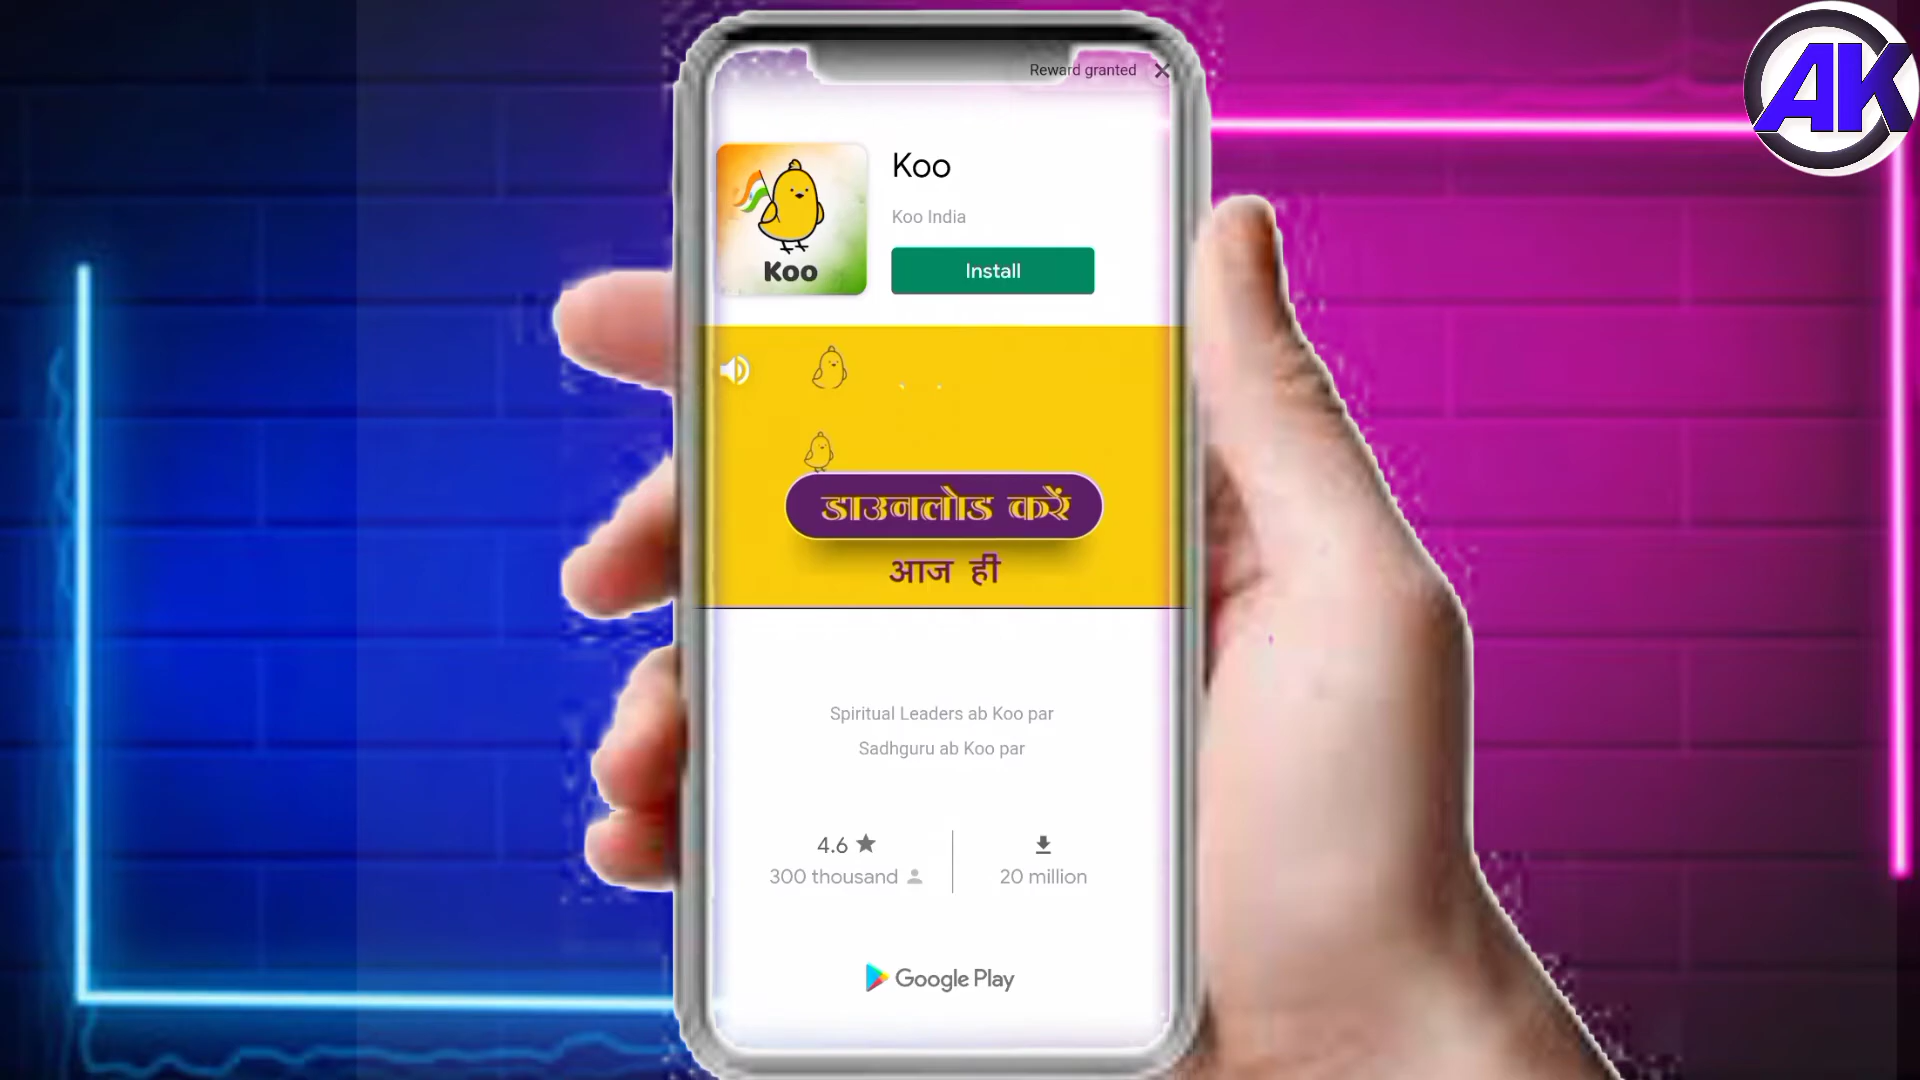 AK
Reward granted
Koo
Koo India
Koo
Install
डाउनलोड करें
आज ही
Spiritual Leaders ab Koo par
Sadhguru ab Koo par
4.6
300 thousand
20 million
Google Play